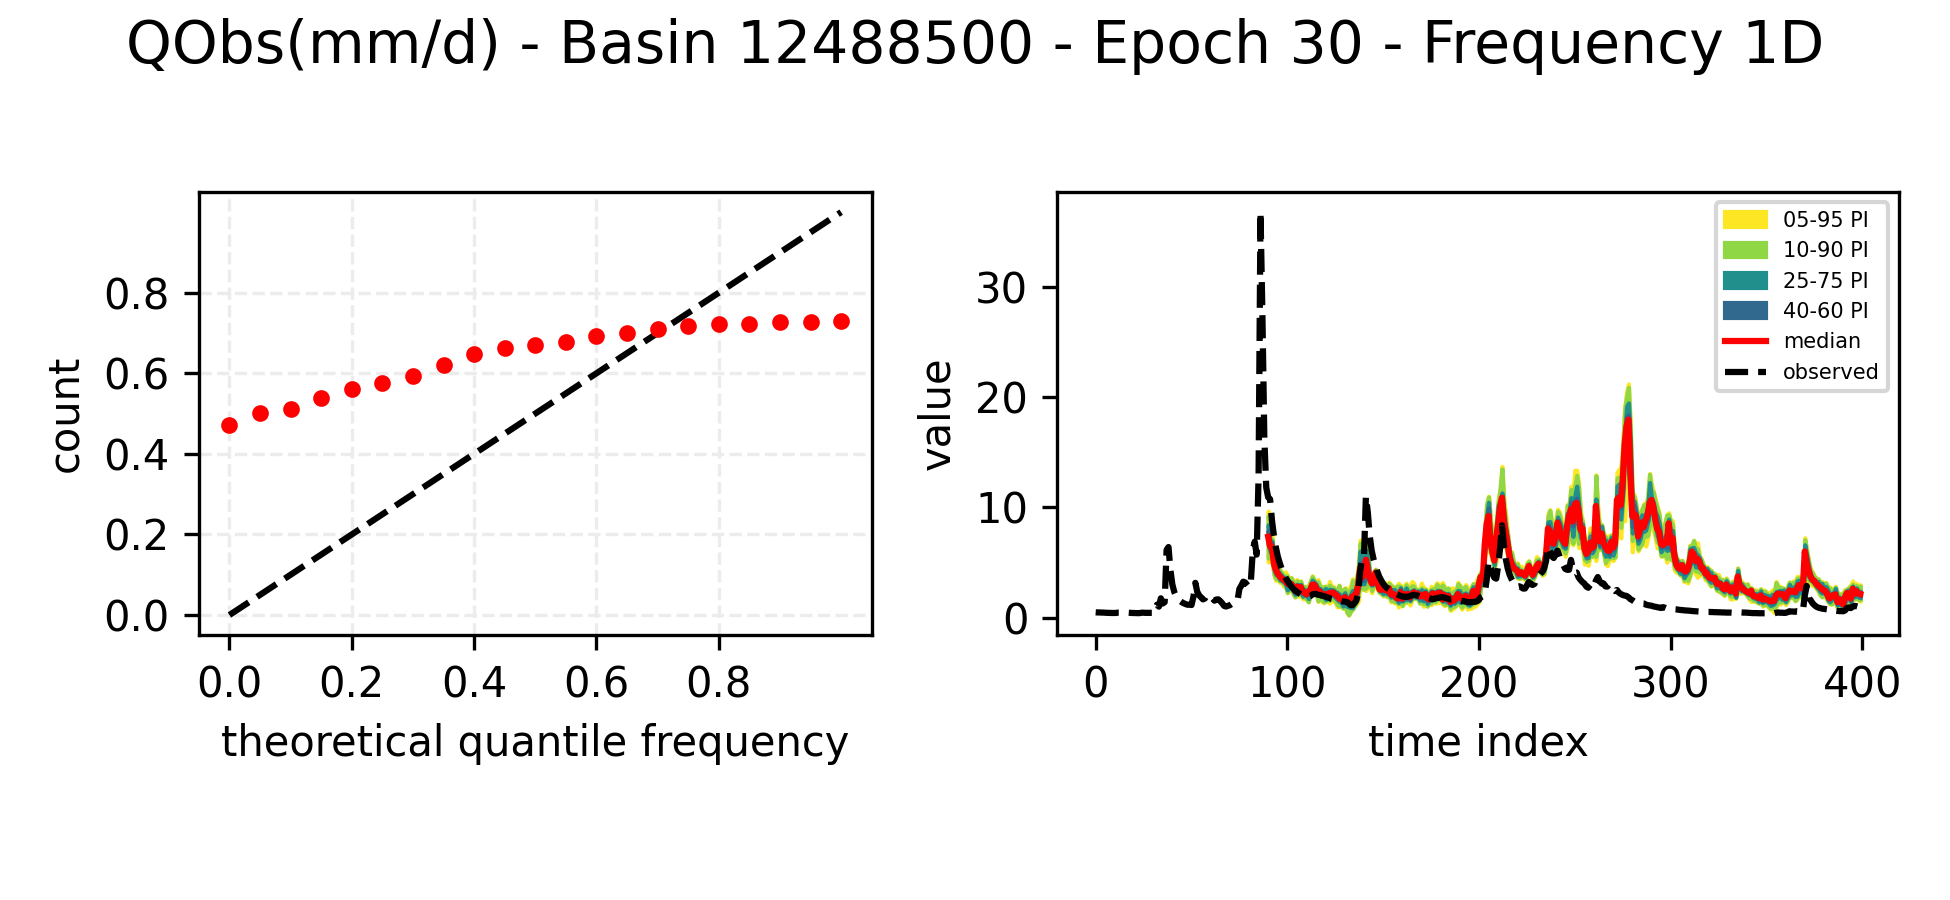 QObs(mm/d) - Basin 12488500 - Epoch 30 - Frequency 1D
count
0.8
0.6
0.4
0.2
0.0
0.0 0.2 0.4 0.6 0.8
theoretical quantile frequency
value
30
20
10
0
0 100 200 300 400
time index
05-95 PI
10-90 PI
25-75 PI
40-60 PI
median
observed